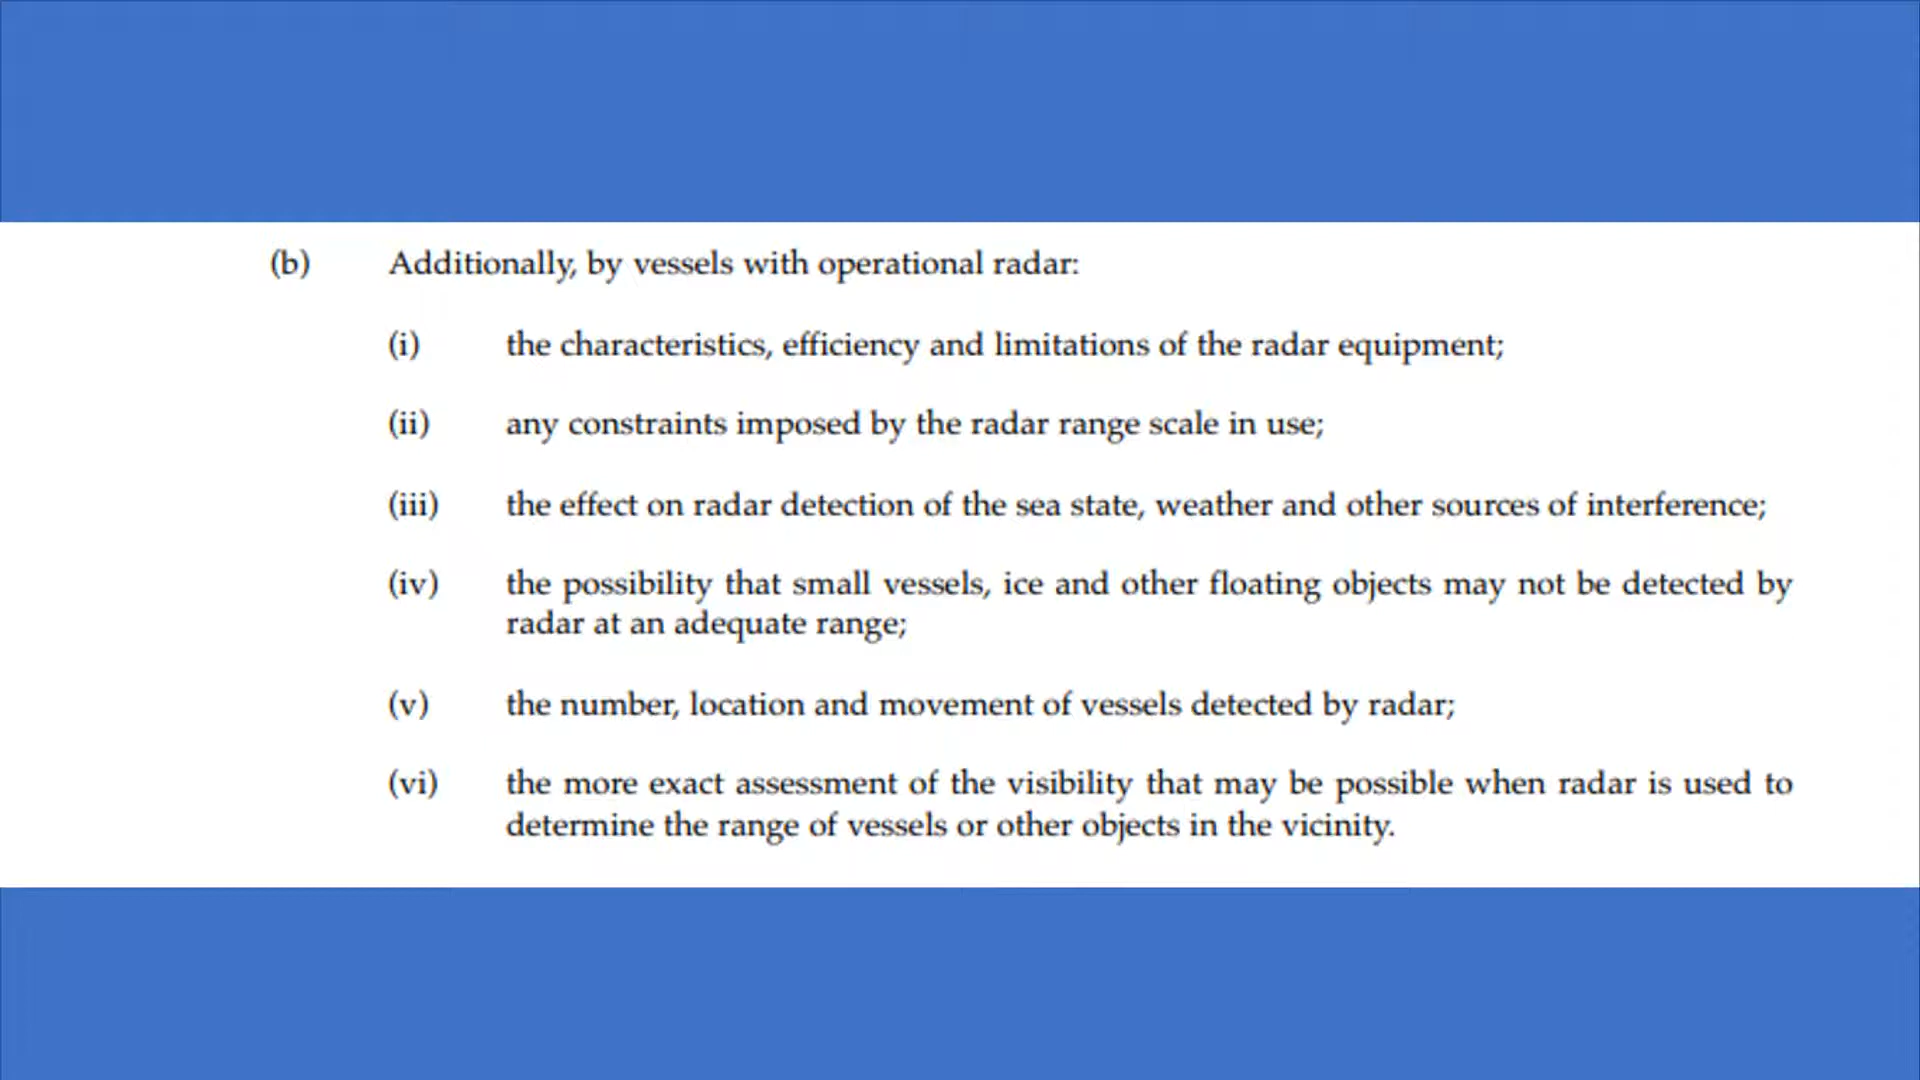 (b) Additionally, by vessels with operational radar:
(i) the characteristics, efficiency and limitations of the radar equipment;
(ii) any constraints imposed by the radar range scale in use;
(iii) the effect on radar detection of the sea state, weather and other sources of interference;
(iv) the possibility that small vessels, ice and other floating objects may not be detected by
radar at an adequate range;
(v) the number, location and movement of vessels detected by radar;
(vi) the more exact assessment of the visibility that may be possible when radar is used to
determine the range of vessels or other objects in the vicinity.